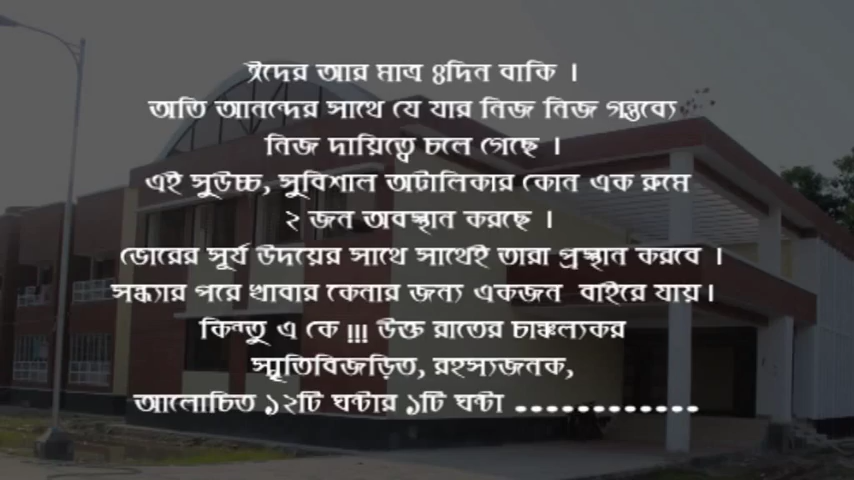 ঈদের আর মাত্র ৪দিন বাকি ।
অতি আনন্দের সাথে যে যার নিজ নিজ গন্তব্যে
নিজ দায়িত্বে চলে গেছে ।
এই সুউচ্চ, সুবিশাল অট্টালিকার কোন এক রুমে
২ জন অবস্থান করছে ।
ভোরের সূর্য উদয়ের সাথে সাথেই তারা প্রস্থান করবে ।
সন্ধ্যার পরে খাবার কেনার জন্য একজন বাইরে যায়।
কিন্তু এ কে !!! উক্ত রাতের চাঞ্চল্যকর
স্মৃতিবিজড়িত, রহস্যজনক,
আলোচিত ১২টি ঘন্টার ১টি ঘন্টা ............